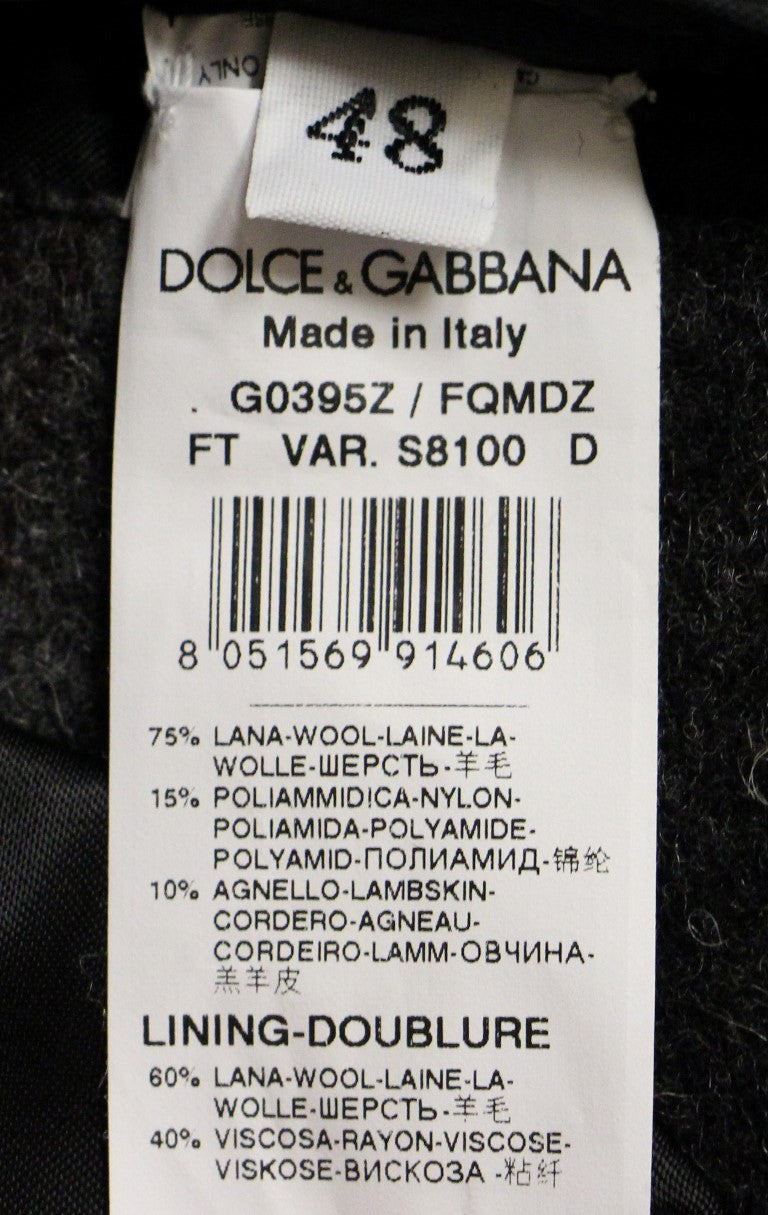 ONLY
48
DOLCE & GABBANA
Made in Italy
. G0395Z / FQMDZ
FT VAR. S8100 D
8 051569 914606
75% LANA-WOOL-LAINE-LA-
WOLLE-ШЕРСТЬ-羊毛
15% POLIAMMIDICA-NYLON-
POLIAMIDA-POLYAMIDE-
POLYAMID-ПОЛИАМИД-锦纶
10% AGNELLO-LAMBSKIN-
CORDERO-AGNEAU-
CORDEIRO-LAMM-ОВЧИНА-
羔羊皮
LINING-DOUBLURE
60% LANA-WOOL-LAINE-LA-
WOLLE-ШЕРСТЬ-羊毛
40% VISCOSA-RAYON-VISCOSE-
VISKOSE-ВИСКОЗА -粘纤